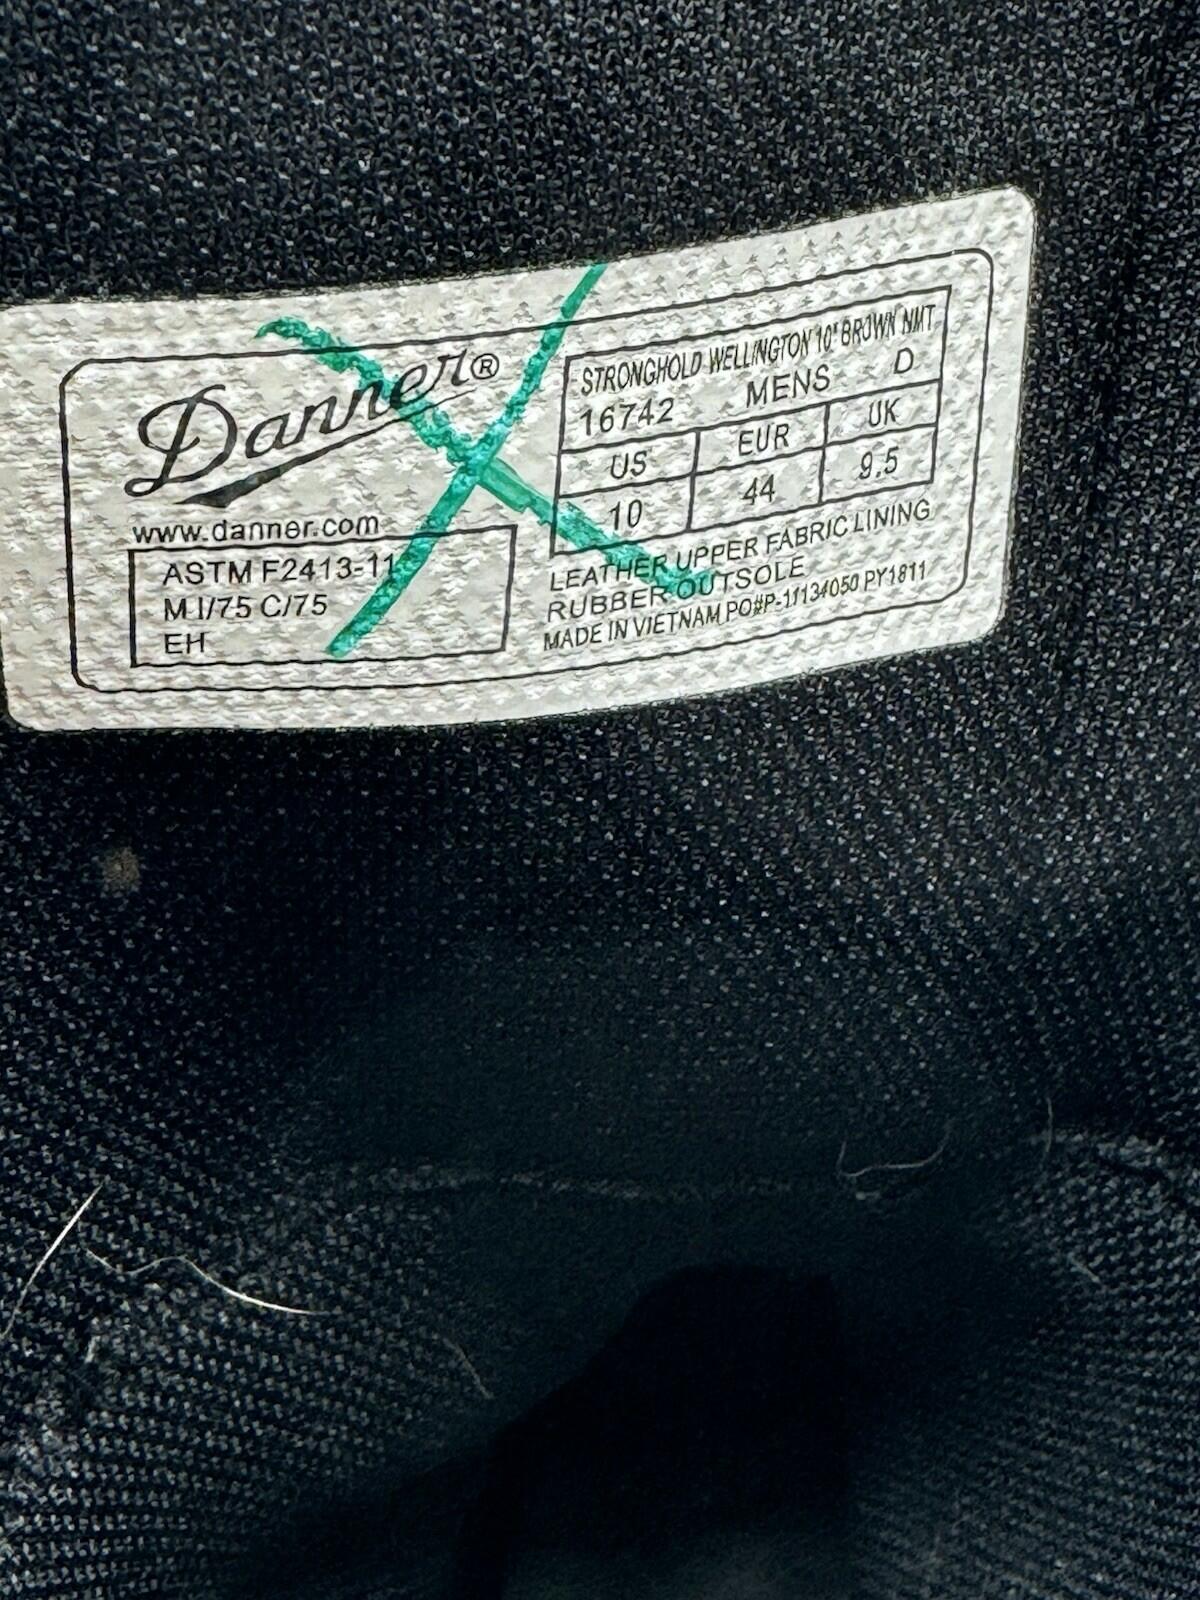 Danner®
www.danner.com
ASTM F2413-11
M I/75 C/75
EH
STRONGHOLD WELLINGTON 10" BROWN NMT
16742 MENS D
US EUR UK
10 44 9.5
LEATHER UPPER FABRIC LINING
RUBBER OUTSOLE
MADE IN VIETNAM PO#P-11134050 PY1811